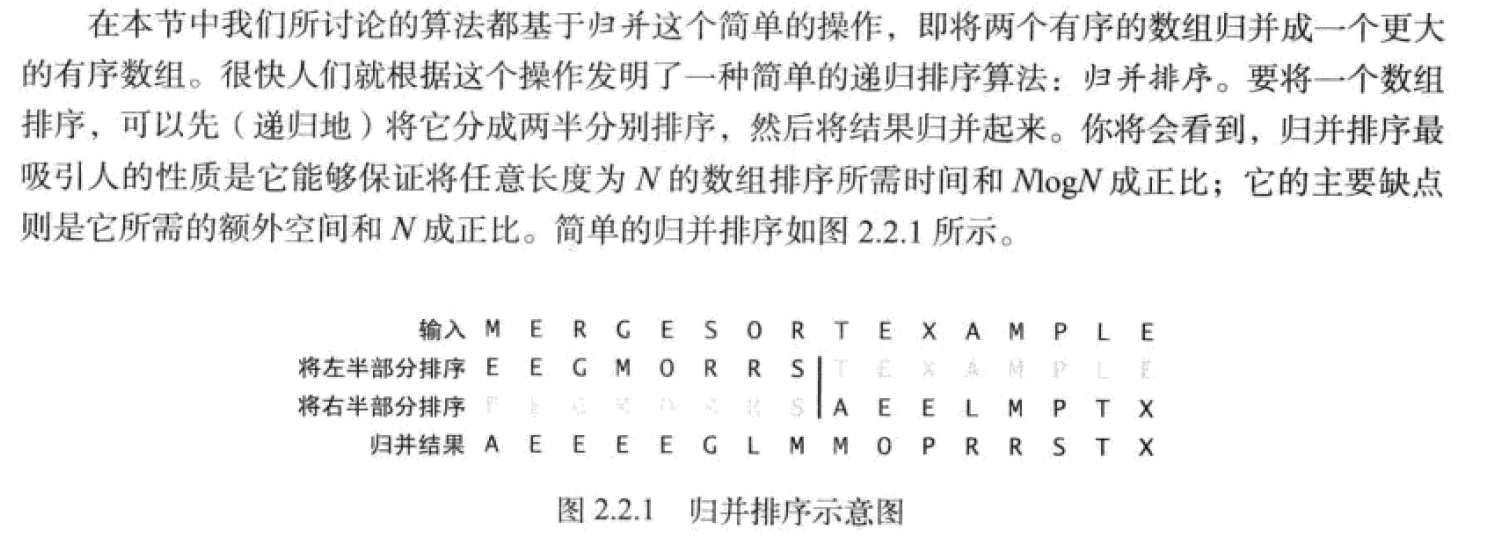 在本节中我们所讨论的算法都基于归并这个简单的操作，即将两个有序的数组归并成一个更大
的有序数组。很快人们就根据这个操作发明了一种简单的递归排序算法：归并排序。要将一个数组
排序，可以先（递归地）将它分成两半分别排序，然后将结果归并起来。你将会看到，归并排序最
吸引人的性质是它能够保证将任意长度为 N 的数组排序所需时间和 NlogN 成正比；它的主要缺点
则是它所需的额外空间和 N 成正比。简单的归并排序如图 2.2.1 所示。
输入 M E R G E S O R T E X A M P L E
将左半部分排序 E E G M O R R S T E X A M P L E
将右半部分排序 E E G M O R R S A E E L M P T X
归并结果 A E E E E G L M M O P R R S T X
图 2.2.1 归并排序示意图